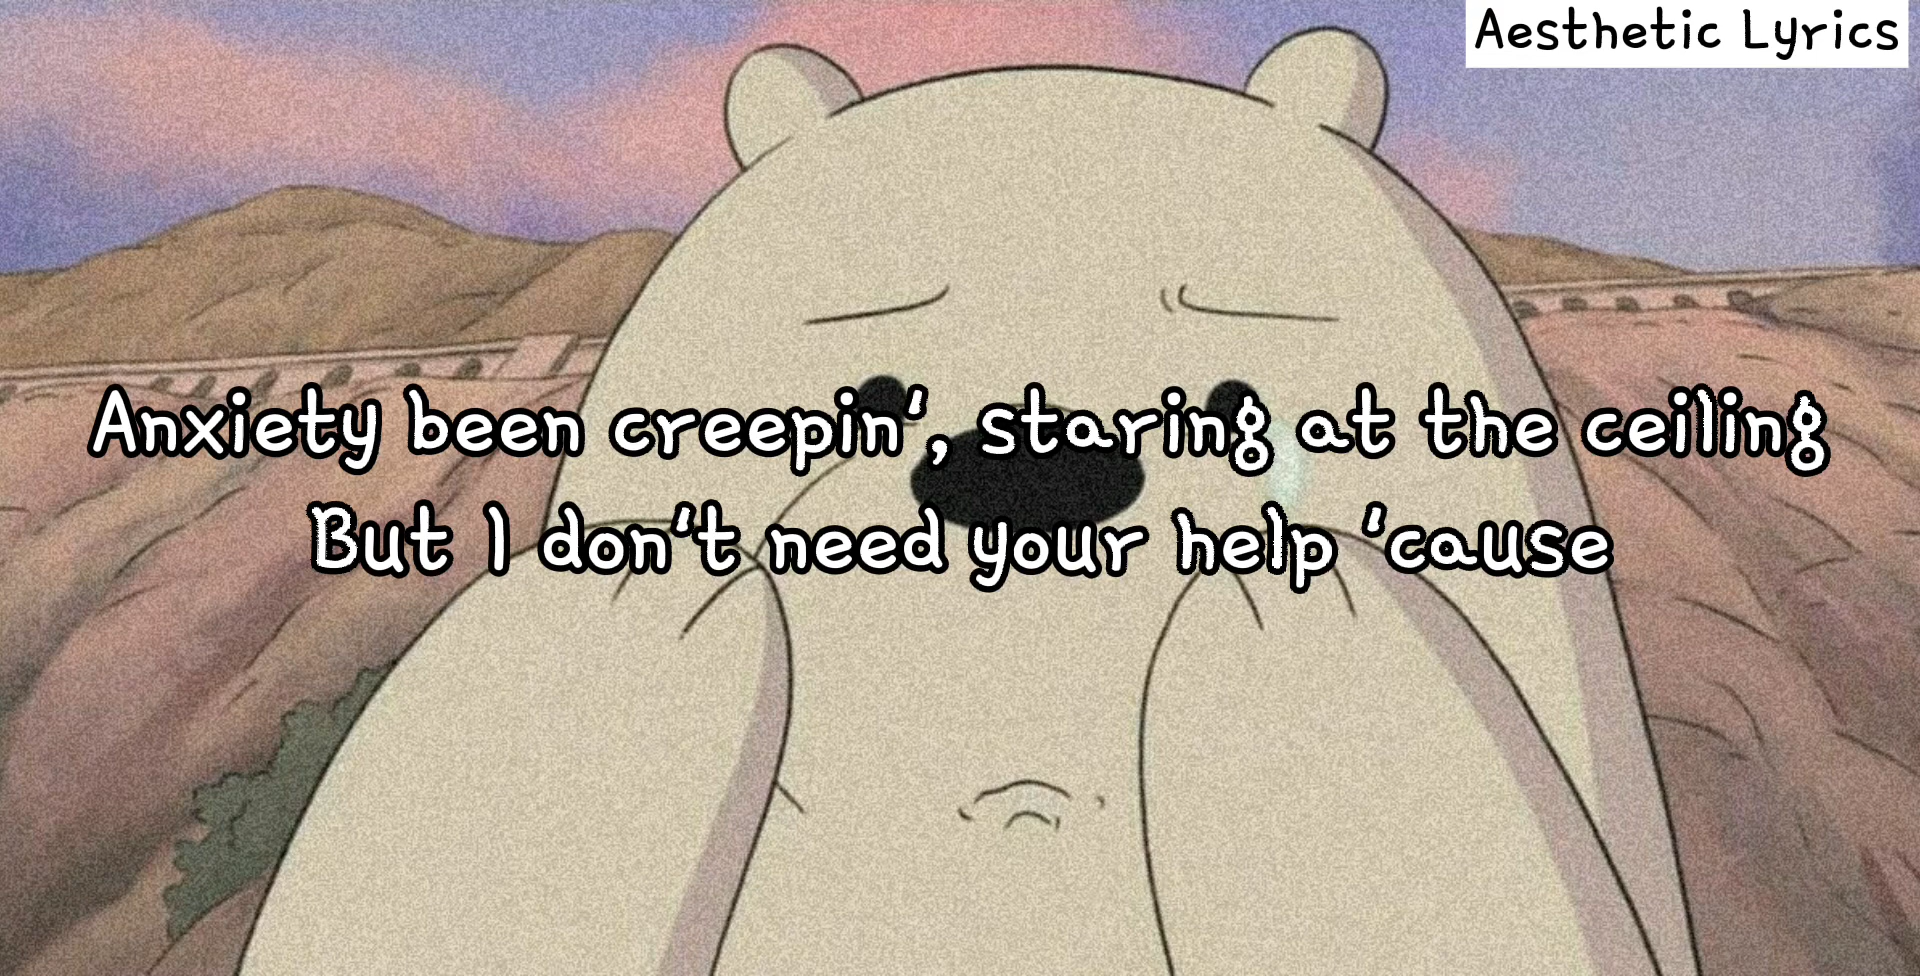 Aesthetic Lyrics
Anxiety been creepin‘, staring at the ceiling
But I don‘t need your help ‘cause